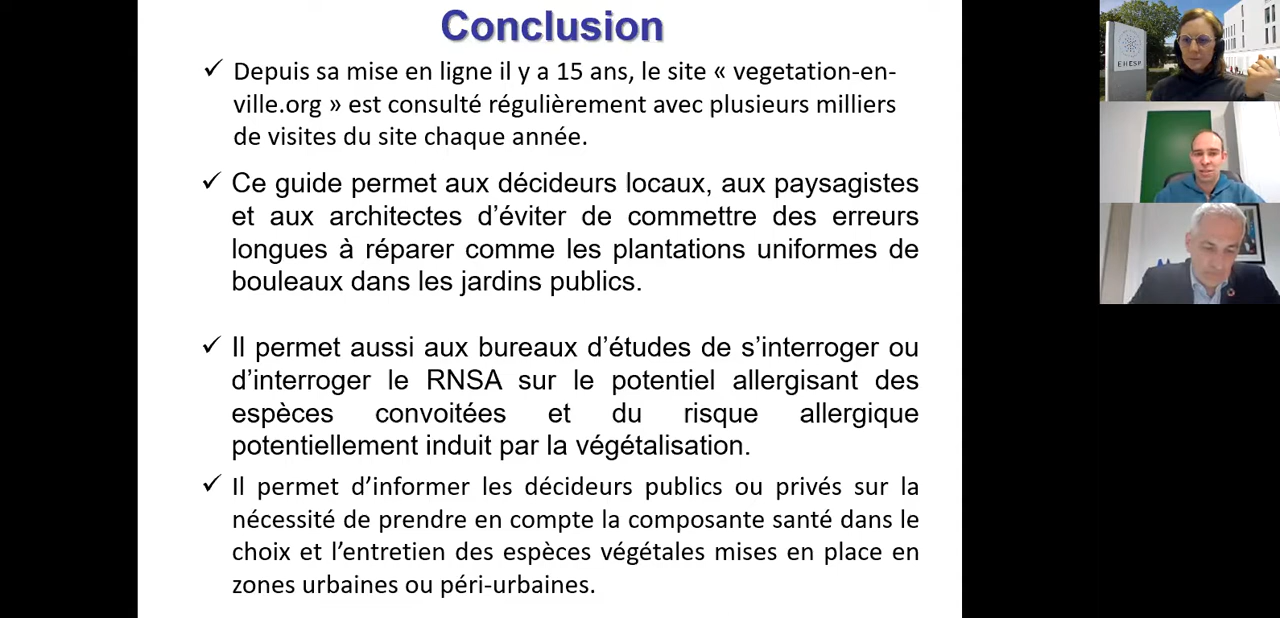 Conclusion
✓ Depuis sa mise en ligne il y a 15 ans, le site « vegetation-en-
ville.org » est consulté régulièrement avec plusieurs milliers
de visites du site chaque année.
✓ Ce guide permet aux décideurs locaux, aux paysagistes
et aux architectes d’éviter de commettre des erreurs
longues à réparer comme les plantations uniformes de
bouleaux dans les jardins publics.
✓ Il permet aussi aux bureaux d’études de s’interroger ou
d’interroger le RNSA sur le potentiel allergisant des
espèces convoitées et du risque allergique
potentiellement induit par la végétalisation.
✓ Il permet d’informer les décideurs publics ou privés sur la
nécessité de prendre en compte la composante santé dans le
choix et l’entretien des espèces végétales mises en place en
zones urbaines ou péri-urbaines.
EHESP